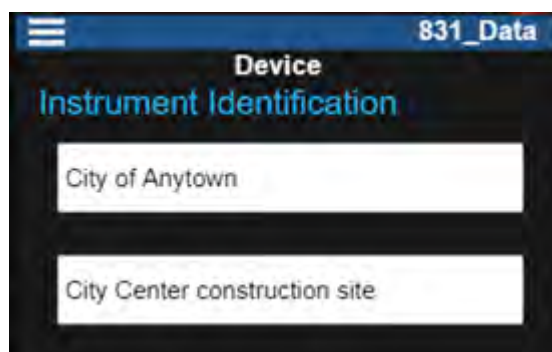 831_Data
Device
Instrument Identification
City of Anytown
City Center construction site